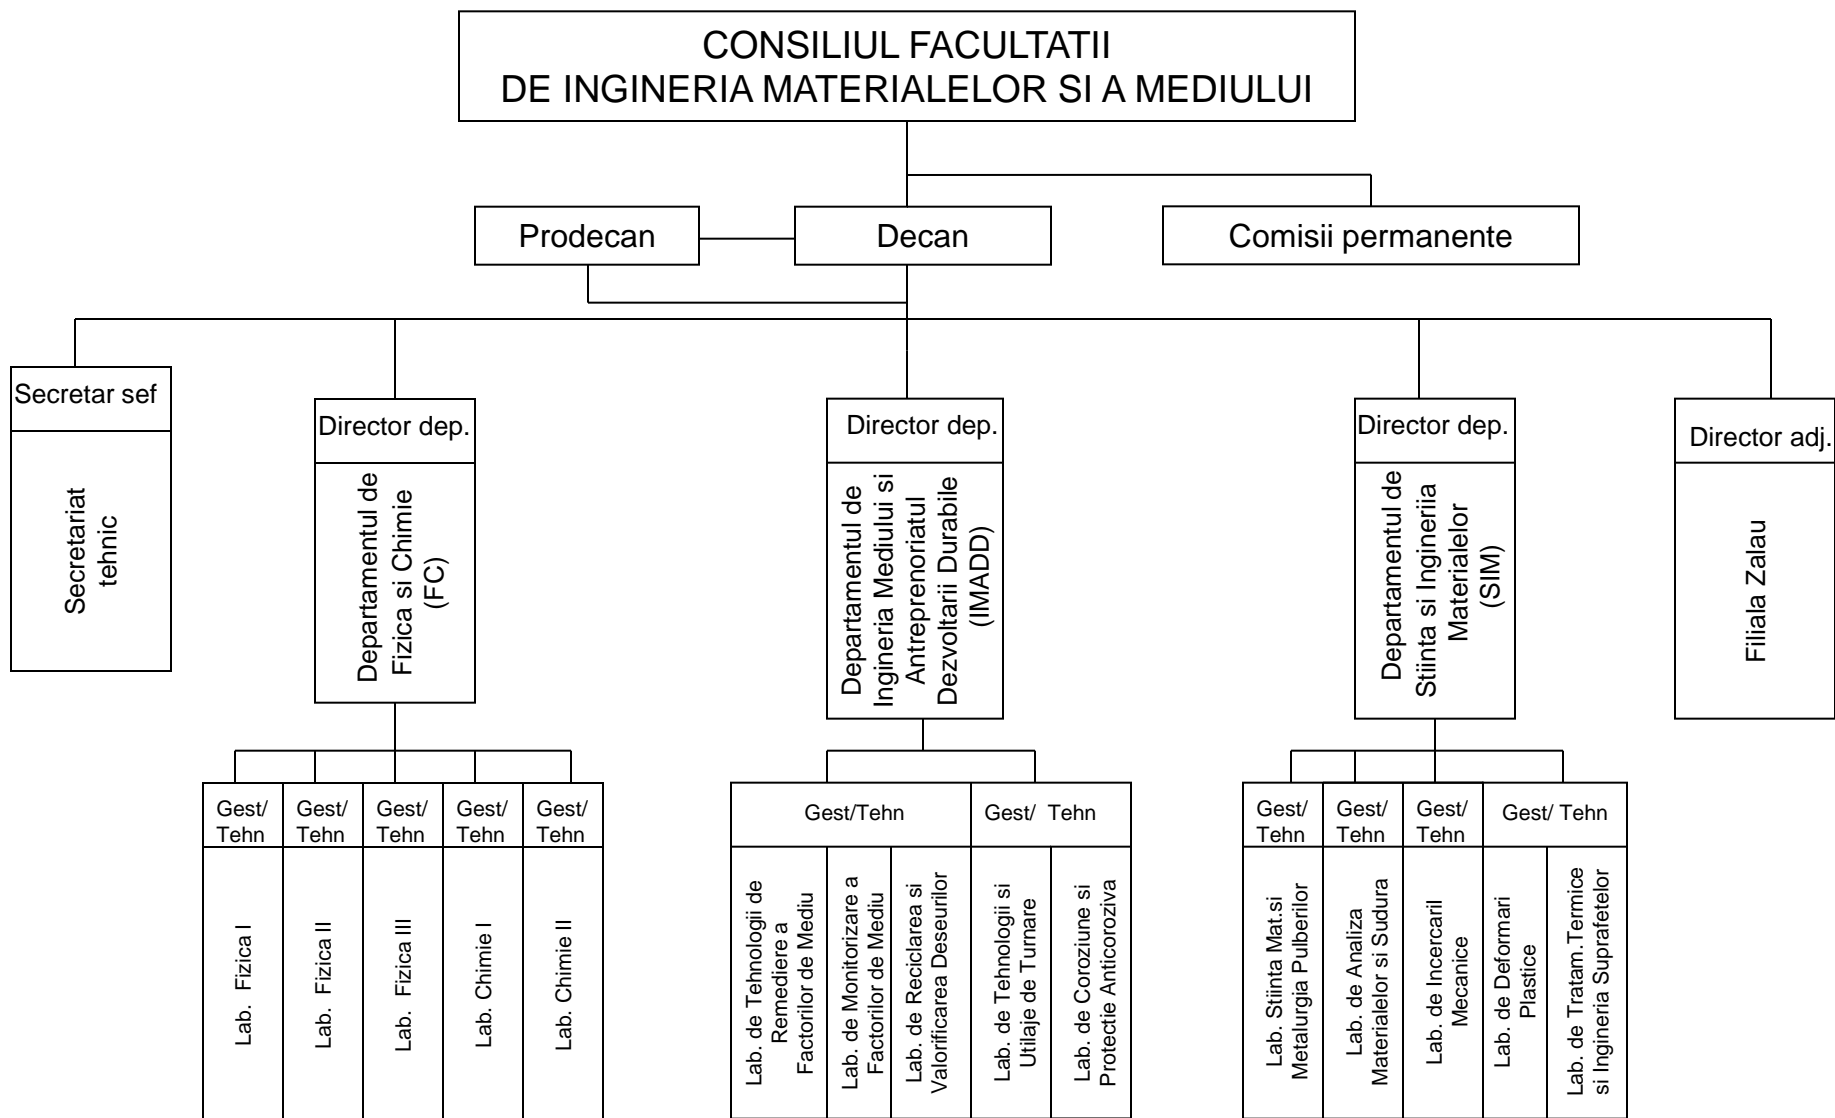 CONSILIUL FACULTATII
DE INGINERIA MATERIALELOR SI A MEDIULUI
Prodecan
Decan
Comisii permanente
Secretar sef
Secretariat
tehnic
Director dep.
Departamentul de
Fizica si Chimie
(FC)
Director dep.
Departamentul de
Ingineria Mediului si
Antreprenoriatul
Dezvoltarii Durabile
(IMADD)
Director dep.
Departamentul de
Stiinta si Ingineriia
Materialelor
(SIM)
Director adj.
Filiala Zalau
Gest/
Tehn
Gest/
Tehn
Gest/
Tehn
Gest/
Tehn
Gest/
Tehn
Lab. Fizica I
Lab. Fizica II
Lab. Fizica III
Lab. Chimie I
Lab. Chimie II
Gest/Tehn
Gest/ Tehn
Lab. de Tehnologii de
Remediere a
Factorilor de Mediu
Lab. de Monitorizare a
Factorilor de Mediu
Lab. de Reciclarea si
Valorificarea Deseurilor
Lab. de Tehnologii si
Utilaje de Turnare
Lab. de Coroziune si
Protectie Anticoroziva
Gest/
Tehn
Gest/
Tehn
Gest/
Tehn
Gest/ Tehn
Lab. Stiinta Mat.si
Metalurgia Pulberilor
Lab. de Analiza
Materialelor si Sudura
Lab. de Incercaril
Mecanice
Lab. de Deformari
Plastice
Lab. de Tratam.Termice
si Ingineria Suprafetelor